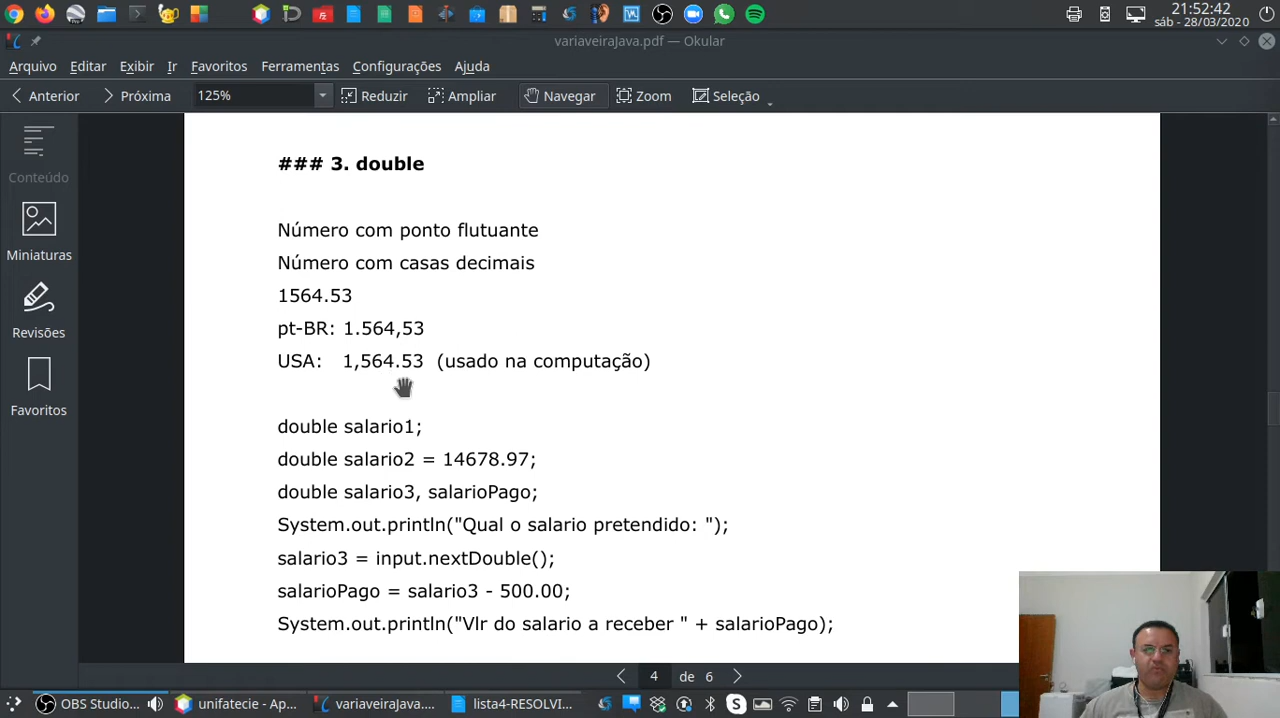 21:52:42
sáb - 28/03/2020
variaveiraJava.pdf — Okular
Arquivo Editar Exibir Ir Favoritos Ferramentas Configurações Ajuda
Anterior Próxima 125% Reduzir Ampliar Navegar Zoom Seleção
Conteúdo
Miniaturas
Revisões
Favoritos
### 3. double
Número com ponto flutuante
Número com casas decimais
1564.53
pt-BR: 1.564,53
USA: 1,564.53 (usado na computação)
double salario1;
double salario2 = 14678.97;
double salario3, salarioPago;
System.out.println("Qual o salario pretendido: ");
salario3 = input.nextDouble();
salarioPago = salario3 - 500.00;
System.out.println("Vlr do salario a receber " + salarioPago);
4 de 6
OBS Studio... unifatecie - Ap... variaveiraJava.... lista4-RESOLVI...